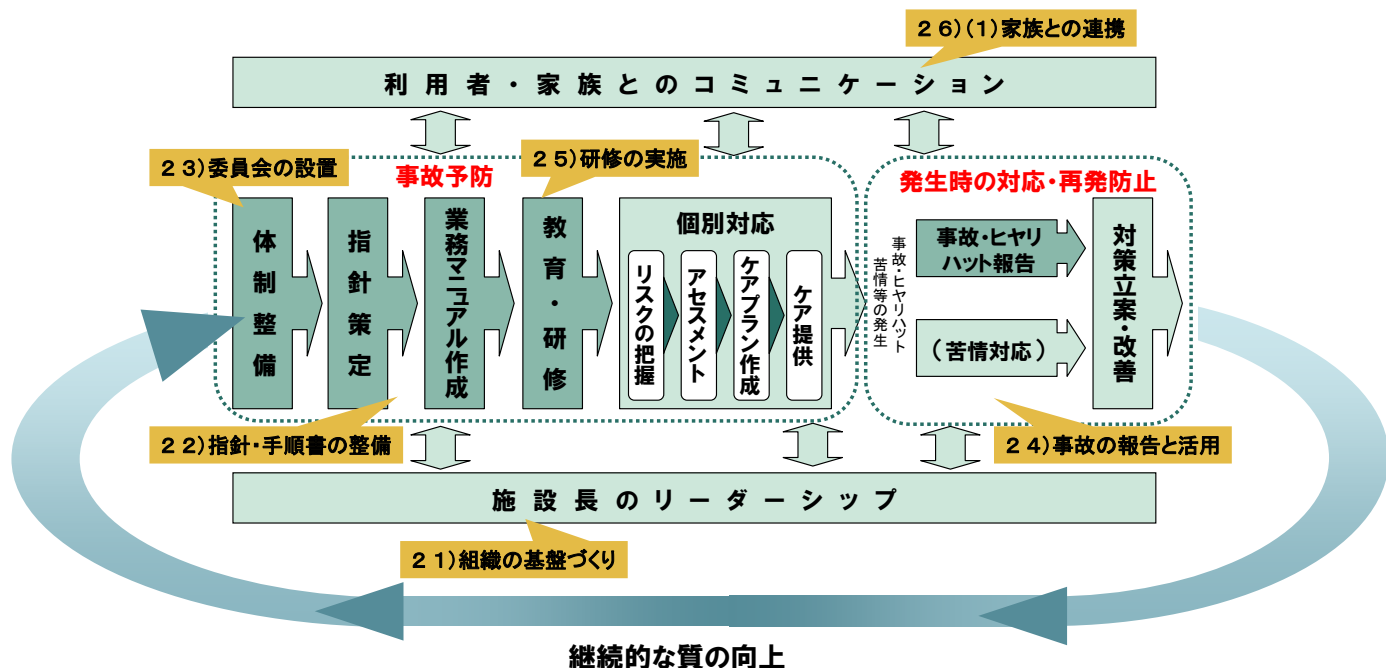 ２６）（１）家族との連携
利用者・家族とのコミュニケーション
２３）委員会の設置
２５）研修の実施
事故予防
発生時の対応・再発防止
体制整備
指針策定
業務マニュアル作成
教育・研修
個別対応
リスクの把握
アセスメント
ケアプラン作成
ケア提供
事故・ヒヤリハット
苦情等の発生
事故・ヒヤリ
ハット報告
（苦情対応）
対策立案・改善
２２）指針・手順書の整備
２４）事故の報告と活用
施設長のリーダーシップ
２１）組織の基盤づくり
継続的な質の向上